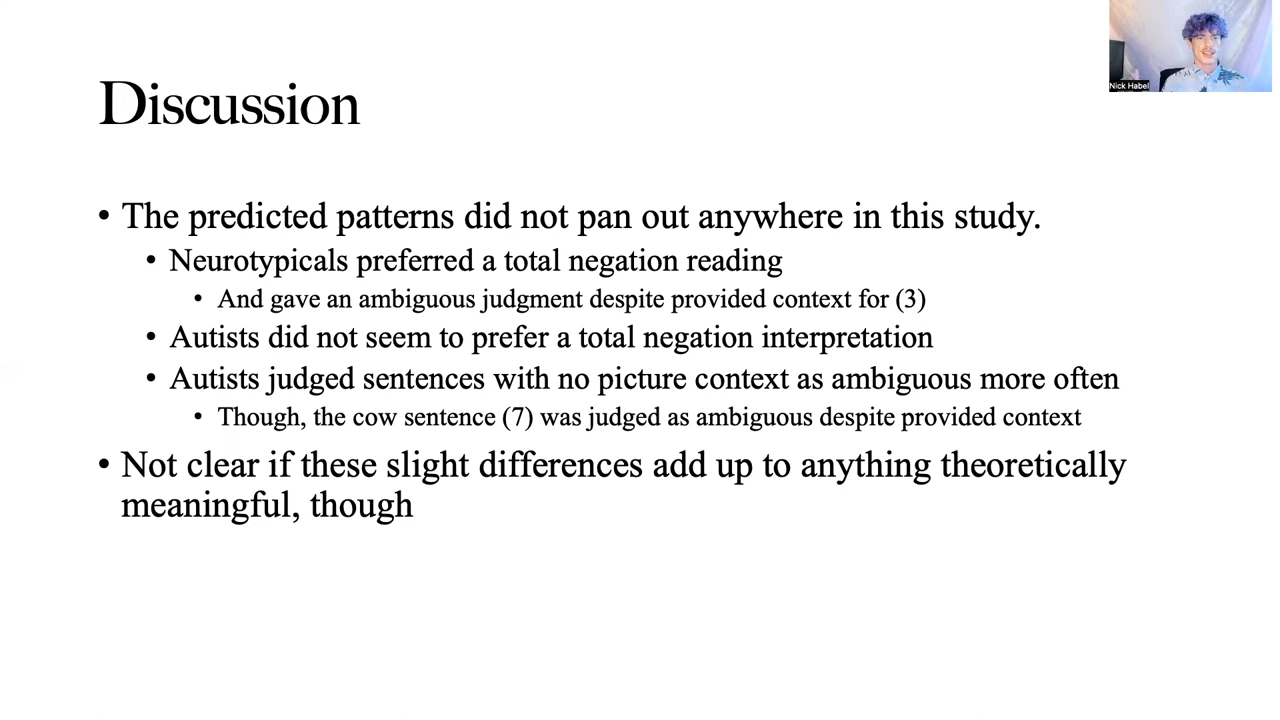 Nick Habel
Discussion
• The predicted patterns did not pan out anywhere in this study.
• Neurotypicals preferred a total negation reading
• And gave an ambiguous judgment despite provided context for (3)
• Autists did not seem to prefer a total negation interpretation
• Autists judged sentences with no picture context as ambiguous more often
• Though, the cow sentence (7) was judged as ambiguous despite provided context
• Not clear if these slight differences add up to anything theoretically
meaningful, though